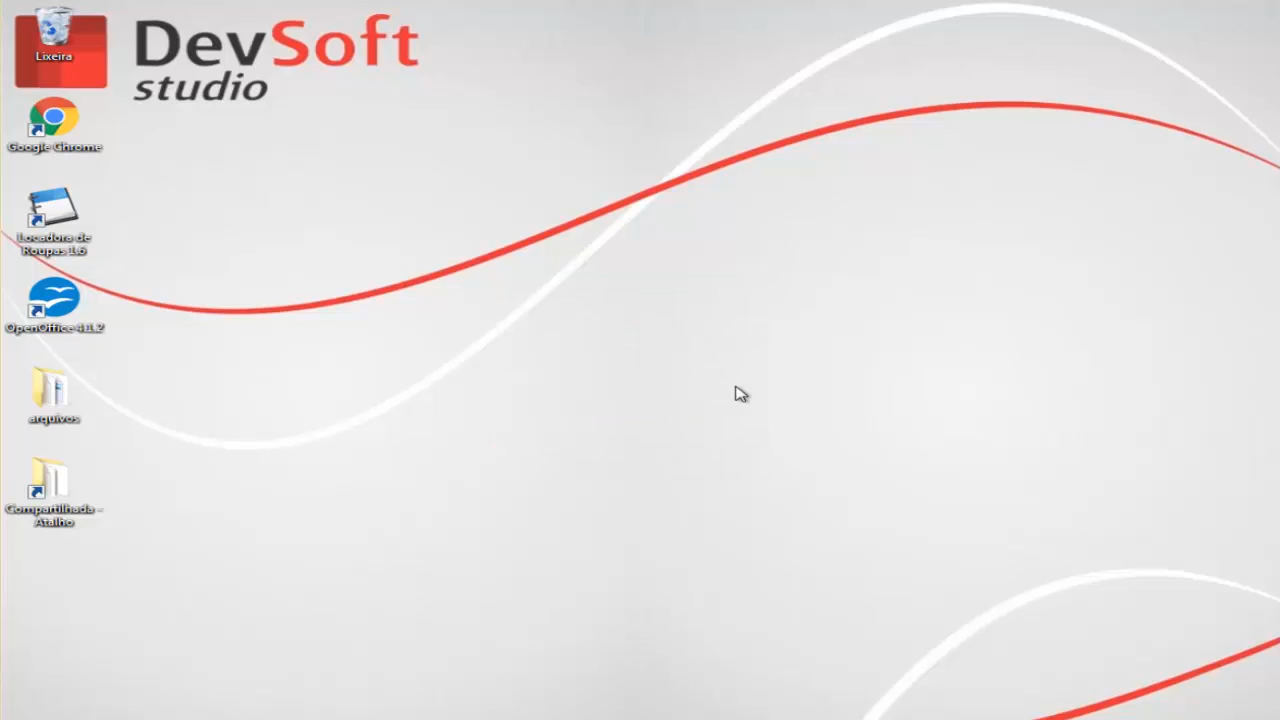 DevSoft
studio
Lixeira
Google Chrome
Locadora de
Roupas 1.6
OpenOffice 4.1.2
arquivos
Compartilhada -
Atalho